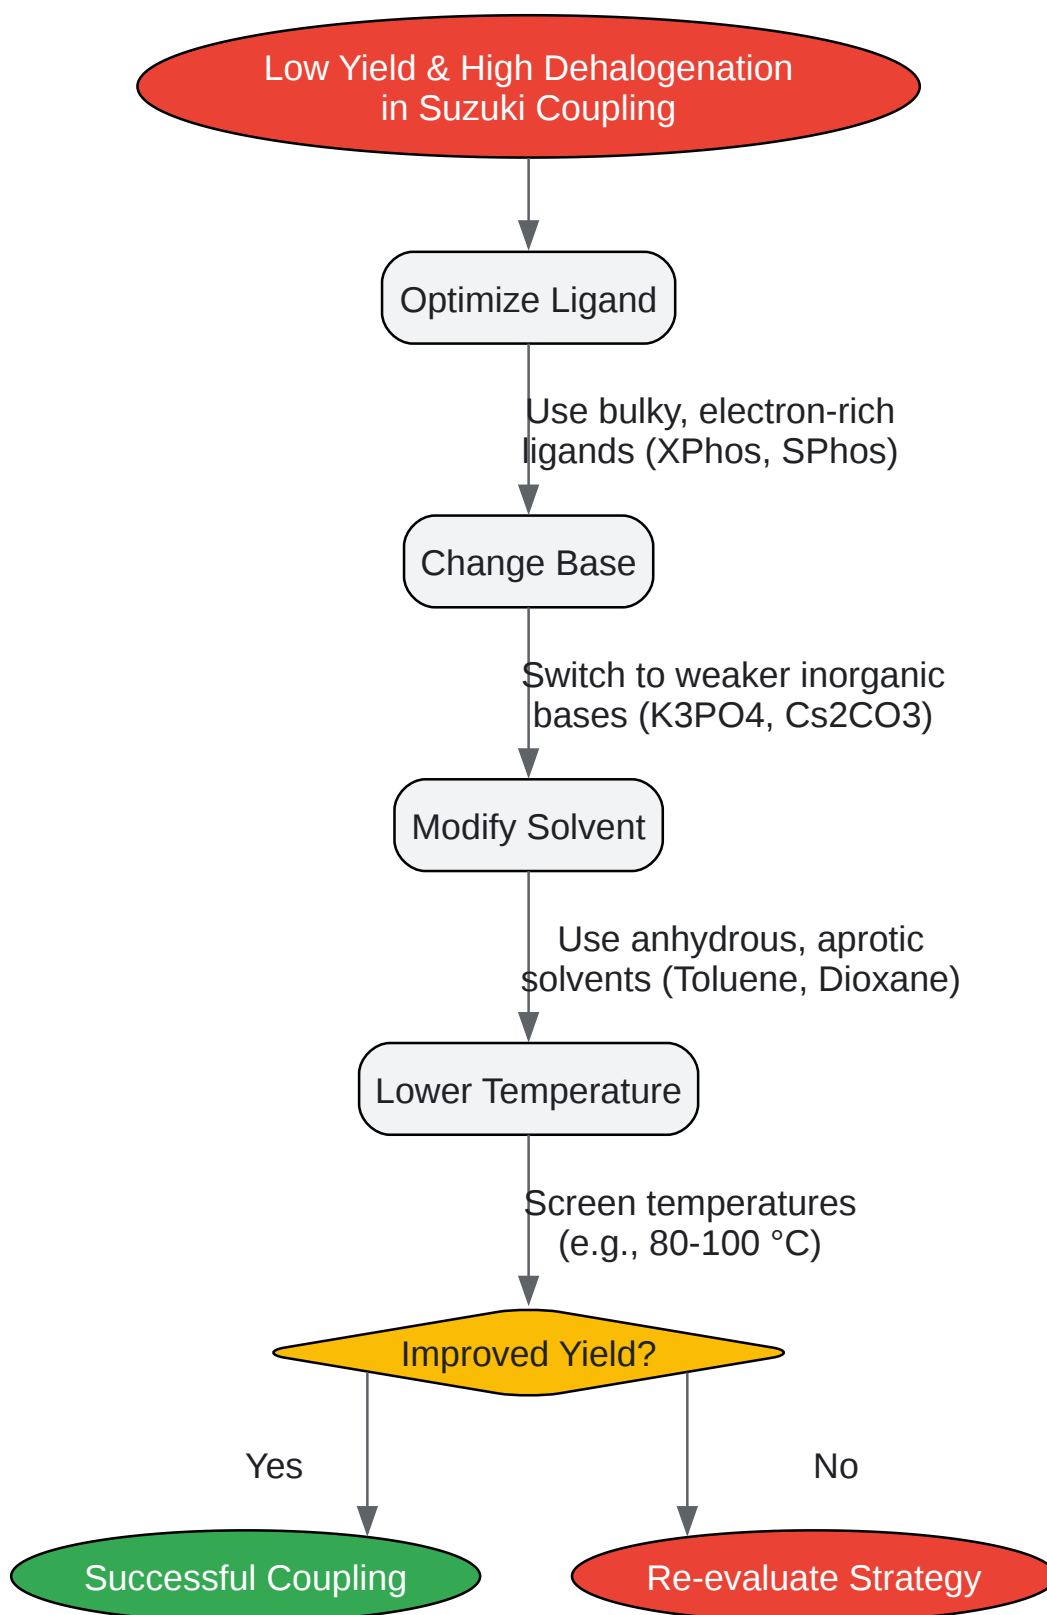 Low Yield & High Dehalogenation
in Suzuki Coupling
Optimize Ligand
Use bulky, electron-rich
ligands (XPhos, SPhos)
Change Base
Switch to weaker inorganic
bases (K3PO4, Cs2CO3)
Modify Solvent
Use anhydrous, aprotic
solvents (Toluene, Dioxane)
Lower Temperature
Screen temperatures
(e.g., 80-100 °C)
Improved Yield?
Yes
No
Successful Coupling
Re-evaluate Strategy